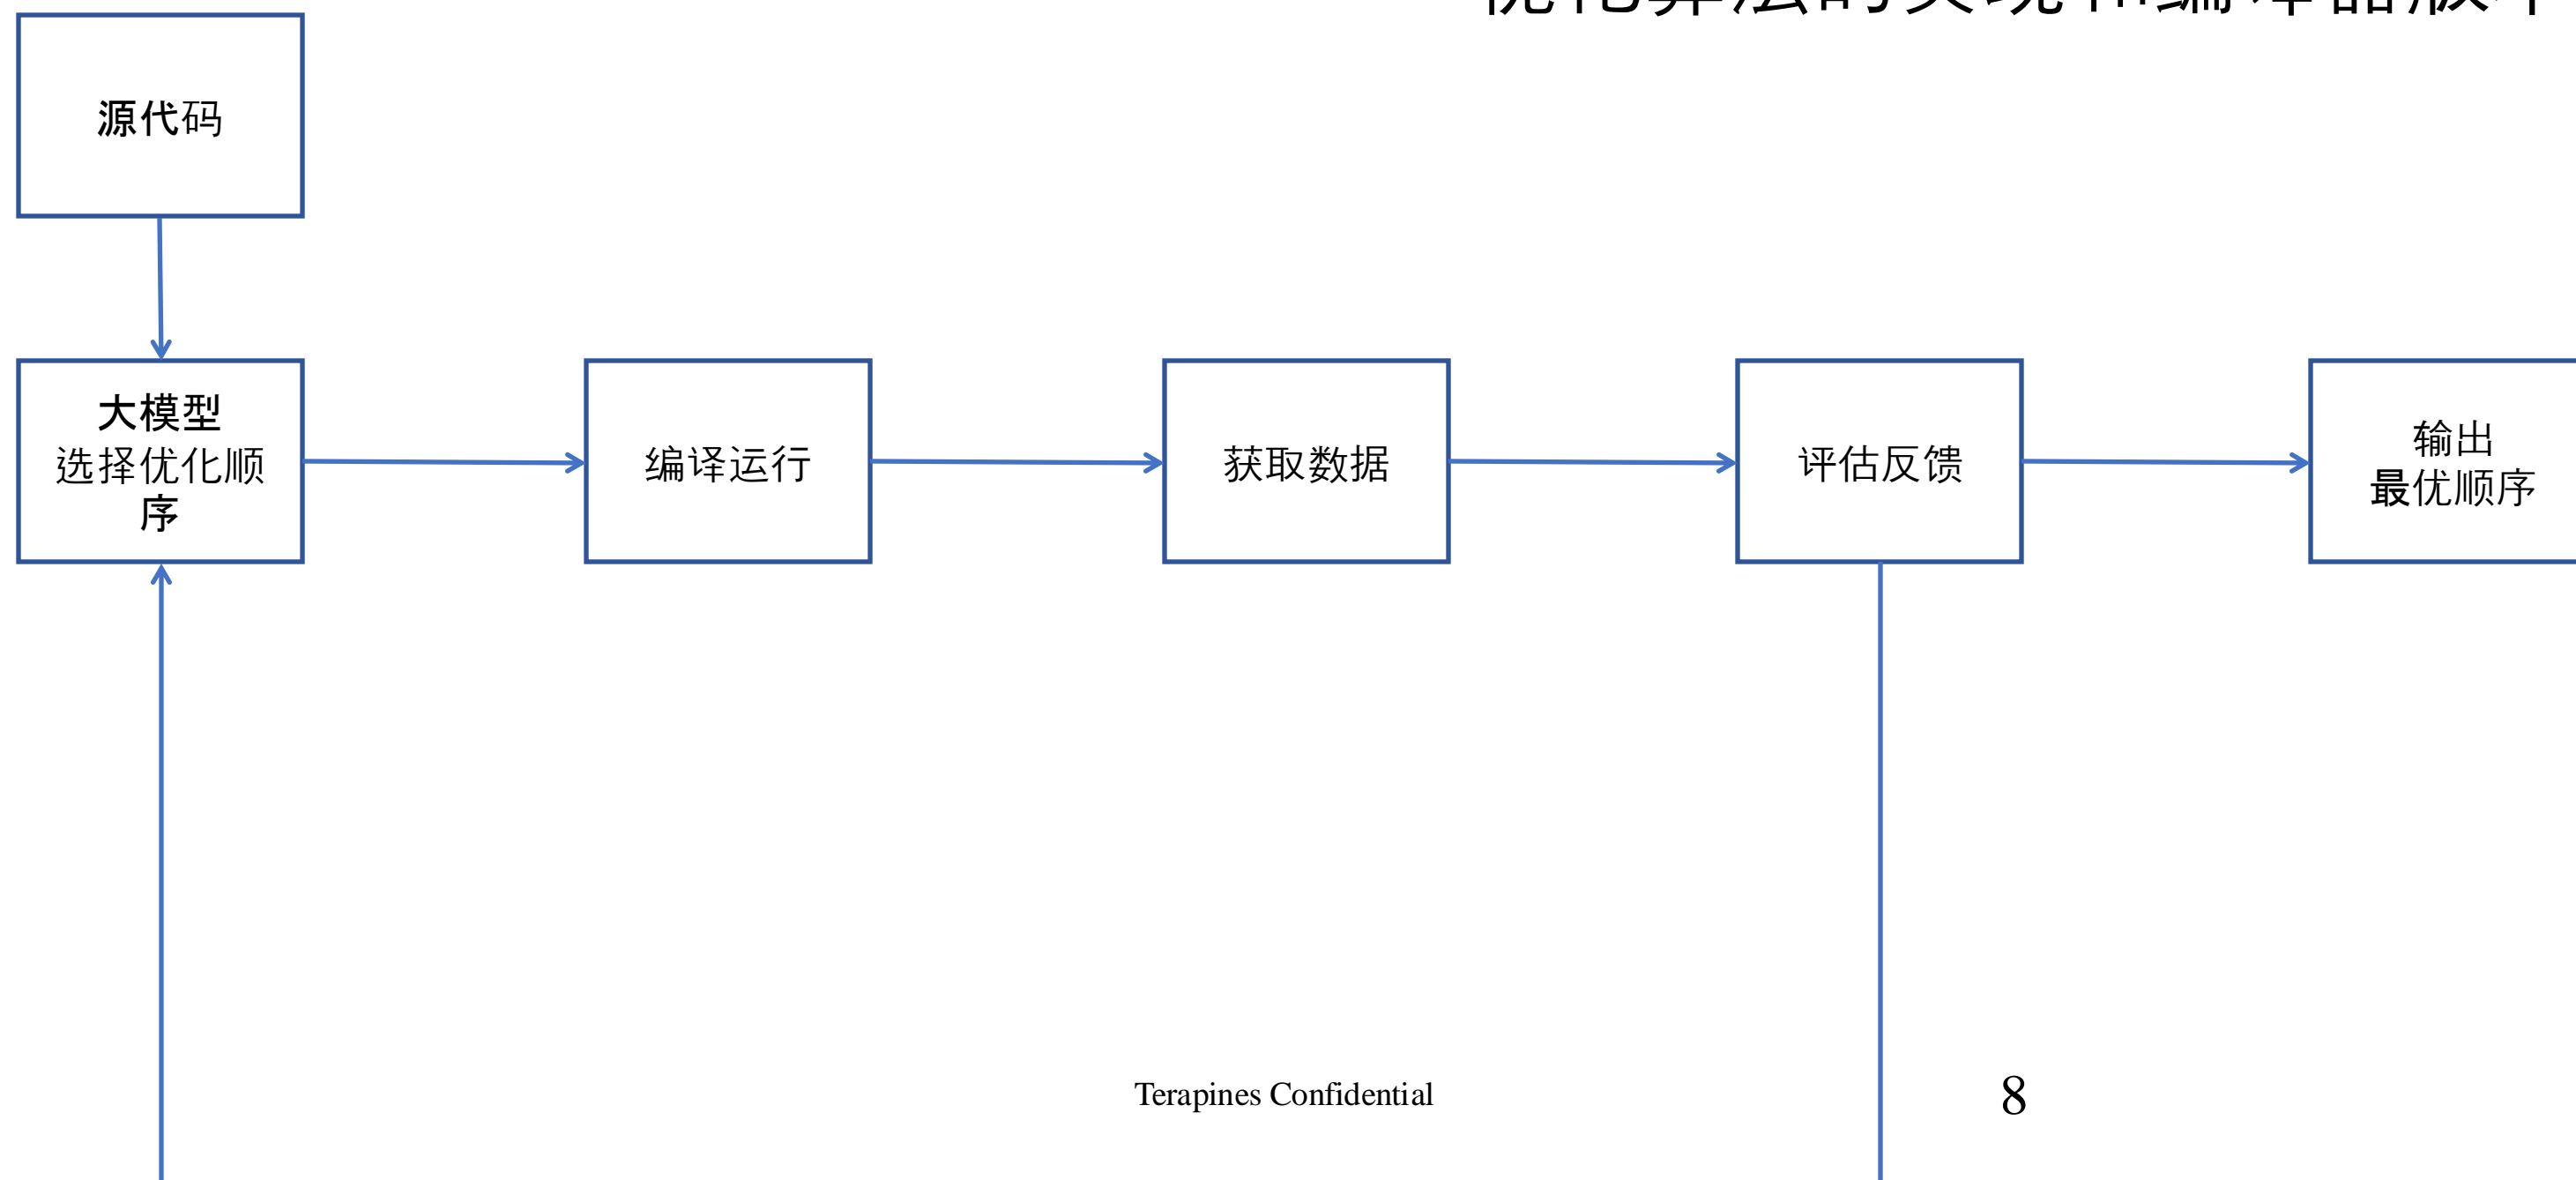 源代码
大模型
选择优化顺
序
编译运行
获取数据
评估反馈
输出
最优顺序
Terapines Confidential
8